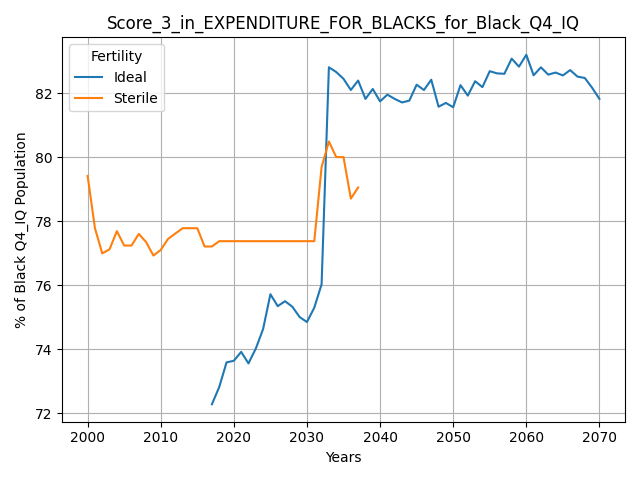 Score_3_in_EXPENDITURE_FOR_BLACKS_for_Black_Q4_IQ
Fertility
Ideal
Sterile
% of Black Q4_IQ Population
82
80
78
76
74
72
2000 2010 2020 2030 2040 2050 2060 2070
Years